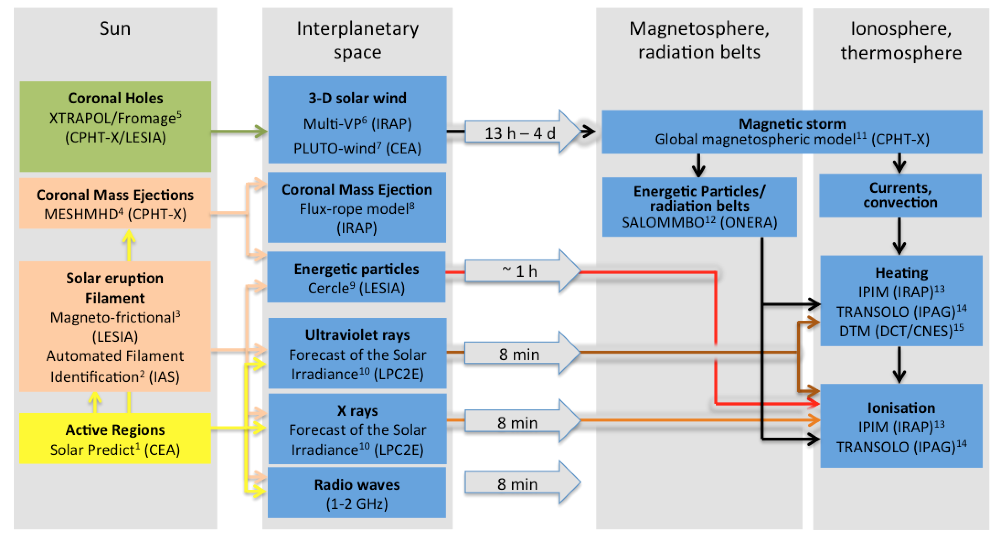 Sun
Coronal Holes
XTRAPOL/Fromage⁵
(CPHT-X/LESIA)
Coronal Mass Ejections
MESHMHD⁴ (CPHT-X)
Solar eruption
Filament
Magneto-frictional³
(LESIA)
Automated Filament
Identification² (IAS)
Active Regions
Solar Predict¹ (CEA)
Interplanetary
space
3-D solar wind
Multi-VP⁶ (IRAP)
PLUTO-wind⁷ (CEA)
Coronal Mass Ejection
Flux-rope model⁸
(IRAP)
Energetic particles
Cercle⁹ (LESIA)
Ultraviolet rays
Forecast of the Solar
Irradiance¹⁰ (LPC2E)
X rays
Forecast of the Solar
Irradiance¹⁰ (LPC2E)
Radio waves
(1-2 GHz)
13 h – 4 d
~ 1 h
8 min
8 min
8 min
Magnetosphere,
radiation belts
Ionosphere,
thermosphere
Magnetic storm
Global magnetospheric model¹¹ (CPHT-X)
Energetic Particles/
radiation belts
SALOMMBO¹² (ONERA)
Currents,
convection
Heating
IPIM (IRAP)¹³
TRANSOLO (IPAG)¹⁴
DTM (DCT/CNES)¹⁵
Ionisation
IPIM (IRAP)¹³
TRANSOLO (IPAG)¹⁴